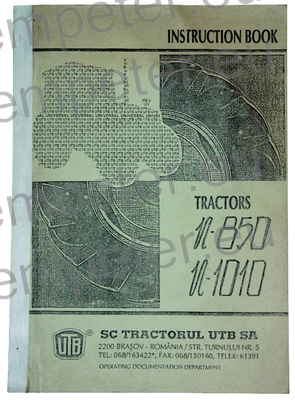 INSTRUCTION BOOK
TRACTORS
U-850
U-1010
UTB
SC TRACTORUL UTB SA
2200 BRAŞOV - ROMÂNIA / STR. TURNULUI NR. 5
TEL: 068/163422*, FAX: 068/150160, TELEX: 61391
OPERATING DOCUMENTATION DEPARTMENT